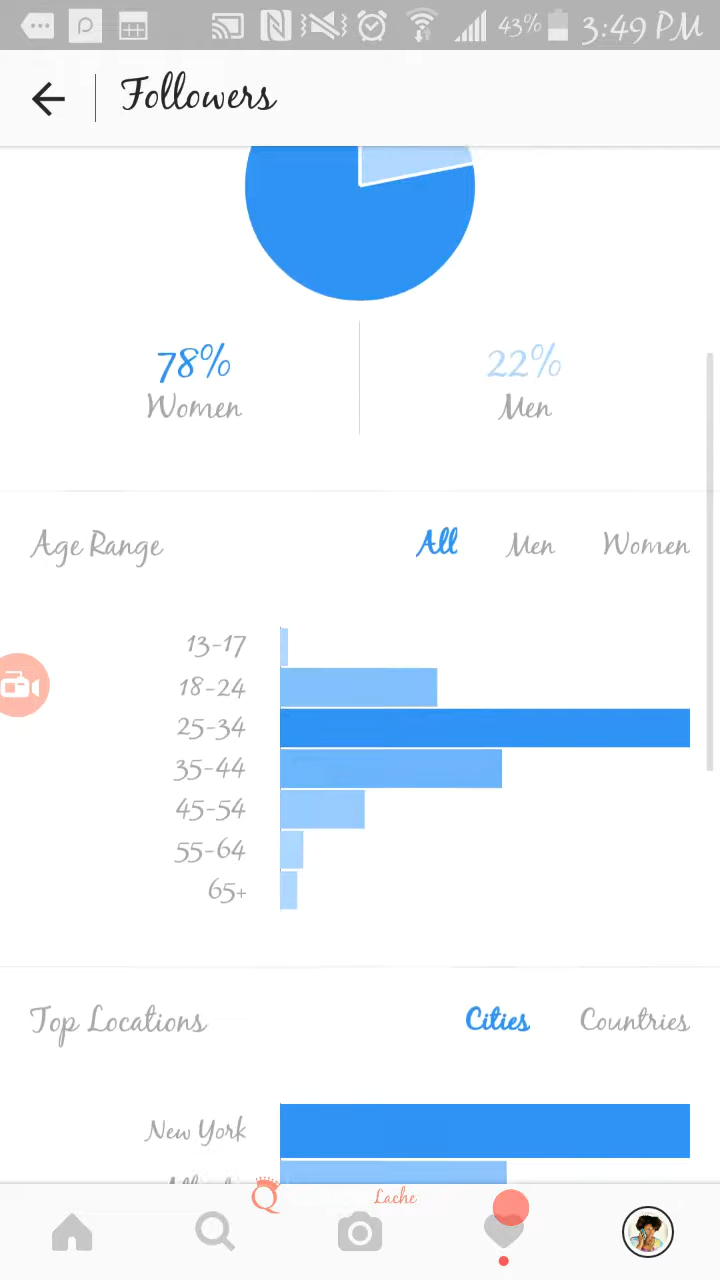 43% 3:49 PM
Followers
78% 22%
Women Men
Age Range All Men Women
13-17
18-24
25-34
35-44
45-54
55-64
65+
Top Locations Cities Countries
New York
Q Lache